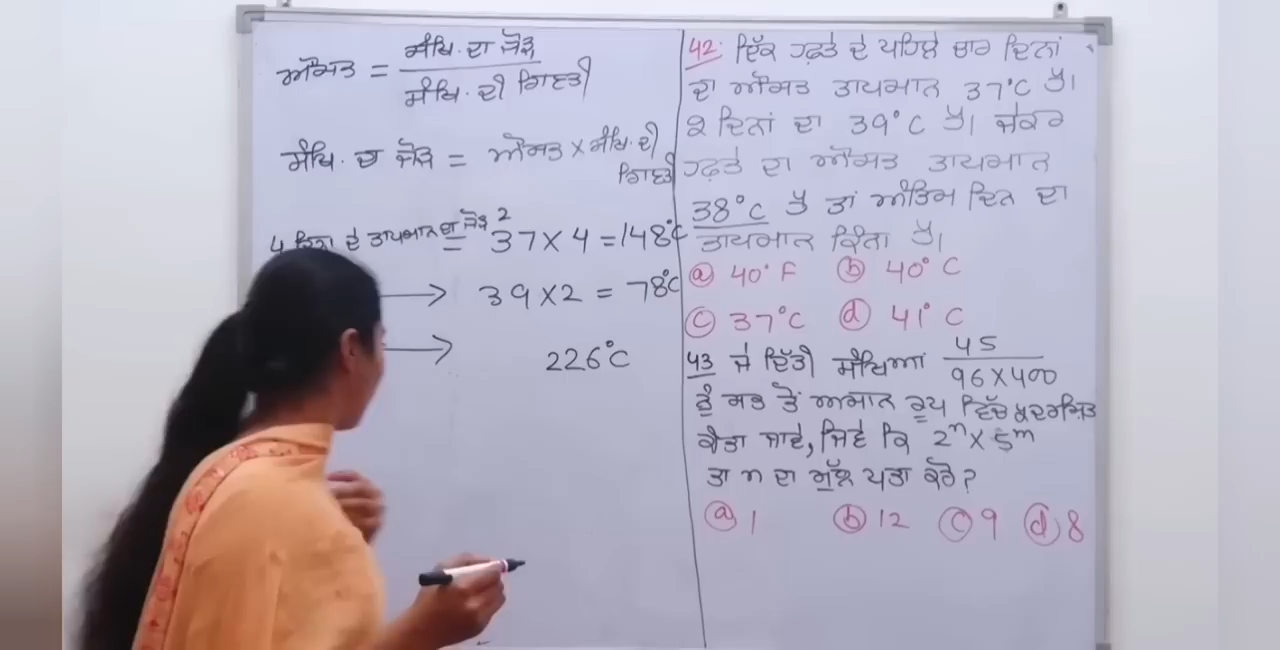 ਔਸਤ = ਸੰਖਿ. ਦਾ ਜੋੜ / ਸੰਖਿ. ਦੀ ਗਿਣਤੀ
ਸੰਖਿ. ਦਾ ਜੋੜ = ਔਸਤ × ਸੰਖਿ. ਦੀ
ਗਿਣਤੀ
4 ਦਿਨਾਂ ਦੇ ਤਾਪਮਾਨ ਦਾ ਜੋੜ = 37 × 4 = 148°C
2
39 × 2 = 78°C
226°C
42. ਇੱਕ ਹਫ਼ਤੇ ਦੇ ਪਹਿਲੇ ਚਾਰ ਦਿਨਾਂ
ਦਾ ਔਸਤ ਤਾਪਮਾਨ 37°C ਹੈ।
2 ਦਿਨਾਂ ਦਾ 39°C ਹੈ। ਜੇਕਰ
ਹਫ਼ਤੇ ਦਾ ਔਸਤ ਤਾਪਮਾਨ
38°C ਹੈ ਤਾਂ ਅੰਤਿਮ ਦਿਨ ਦਾ
ਤਾਪਮਾਨ ਕਿੰਨਾ ਹੈ।
(a) 40°F (b) 40°C
(c) 37°C (d) 41°C
43 ਜੇ ਦਿੱਤੀ ਸੰਖਿਆ 45 / 96×400
ਨੂੰ ਸਭ ਤੋਂ ਅਸਾਨ ਰੂਪ ਵਿੱਚ ਪ੍ਰਦਰਸ਼ਿਤ
ਕੀਤਾ ਜਾਵੇ, ਜਿਵੇਂ ਕਿ 2ⁿ × 5ᵐ
ਤਾ n ਦਾ ਮੁੱਲ ਪਤਾ ਕਰੋ?
(a) 1 (b) 12 (c) 9 (d) 8